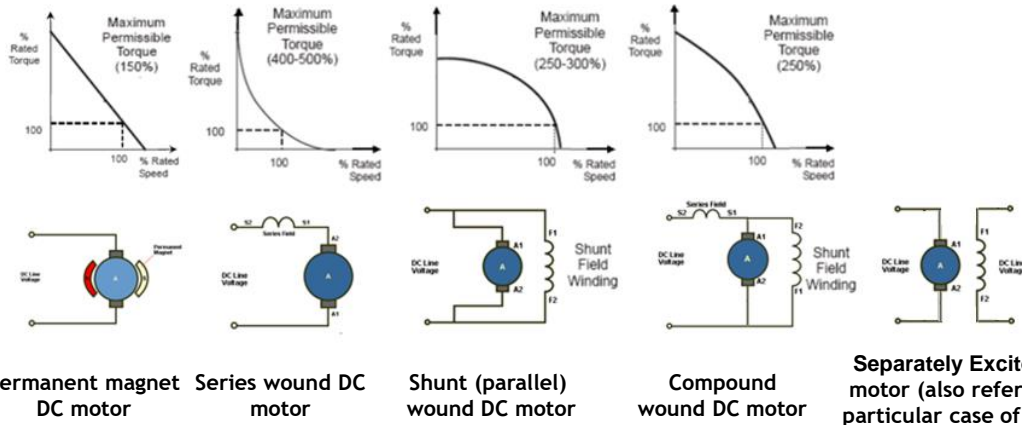 %
Rated
Torque
Maximum
Permissible
Torque
(150%)
100
100
% Rated
Speed
%
Rated
Torque
Maximum
Permissible
Torque
(400-500%)
100
100
% Rated
Speed
%
Rated
Torque
Maximum
Permissible
Torque
(250-300%)
100
100
% Rated
Speed
%
Rated
Torque
Maximum
Permissible
Torque
(250%)
100
100
% Rated
Speed
DC Line
Voltage
A
Permanent
Magnet
S2 S1
Series Field
DC Line
Voltage
A2
A
A1
DC Line
Voltage
A1
A
A2
F1
F2
Shunt
Field
Winding
Series Field
S2 S1
DC Line
Voltage
A1
A
A2
F2
F1
Shunt
Field
Winding
DC Line
Voltage
A1
A
A2
F1
F2
DC Lin
Voltag
ermanent magnet
DC motor
Series wound DC
motor
Shunt (parallel)
wound DC motor
Compound
wound DC motor
Separately Excite
motor (also refer
particular case of